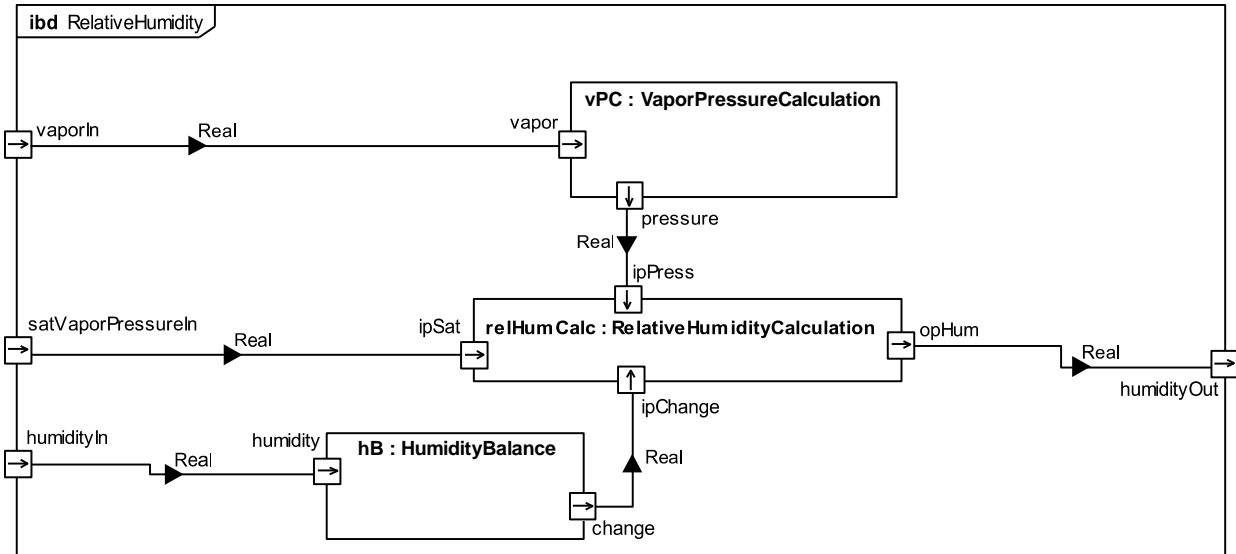 ibd RelativeHumidity
vPC : VaporPressureCalculation
vaporIn
Real
vapor
pressure
Real
ipPress
satVaporPressureIn
Real
ipSat
relHumCalc : RelativeHumidityCalculation
opHum
Real
humidityOut
ipChange
humidityIn
Real
humidity
hB : HumidityBalance
Real
change